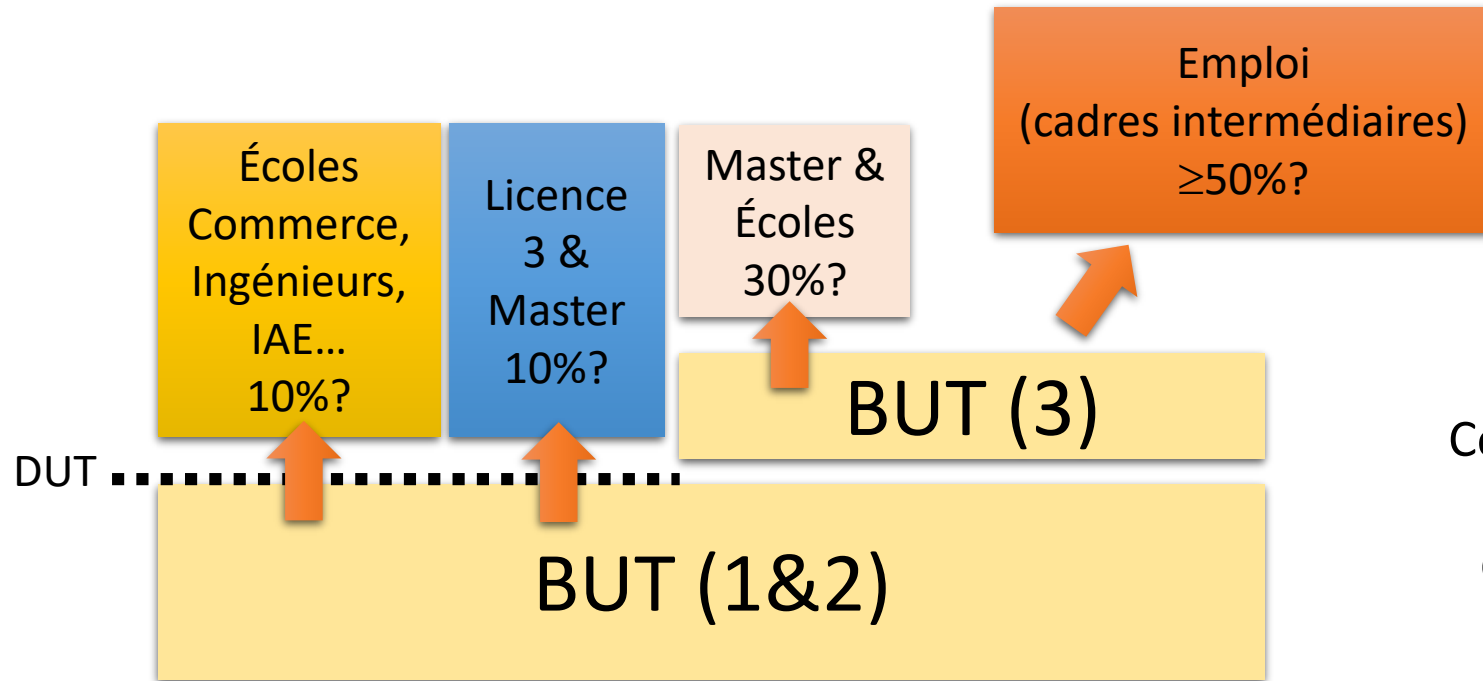 Emploi
(cadres intermédiaires)
≥50%?
Écoles
Commerce,
Ingénieurs,
IAE…
10%?
Licence
3 &
Master
10%?
Master &
Écoles
30%?
BUT (3)
DUT
BUT (1&2)